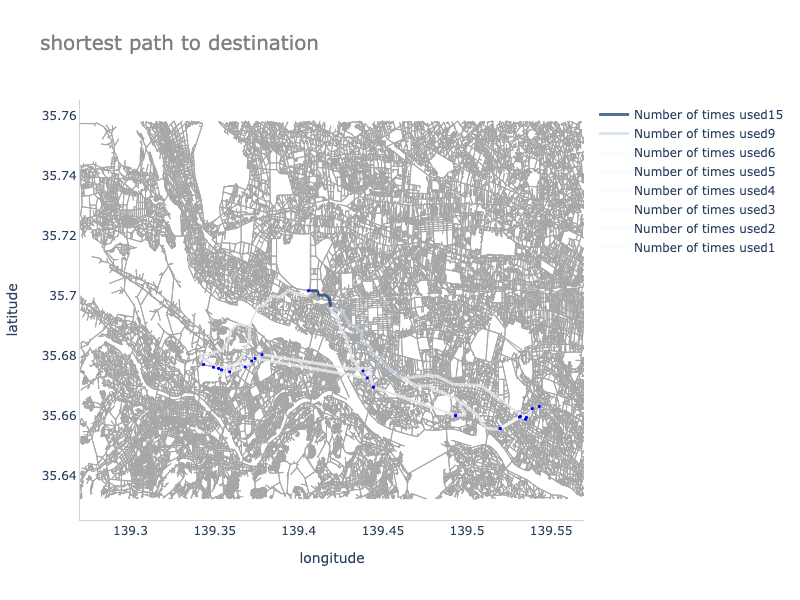 shortest path to destination
35.76
35.74
35.72
35.7
35.68
35.66
35.64
latitude
139.3
139.35
139.4
139.45
139.5
139.55
longitude
Number of times used15
Number of times used9
Number of times used6
Number of times used5
Number of times used4
Number of times used3
Number of times used2
Number of times used1